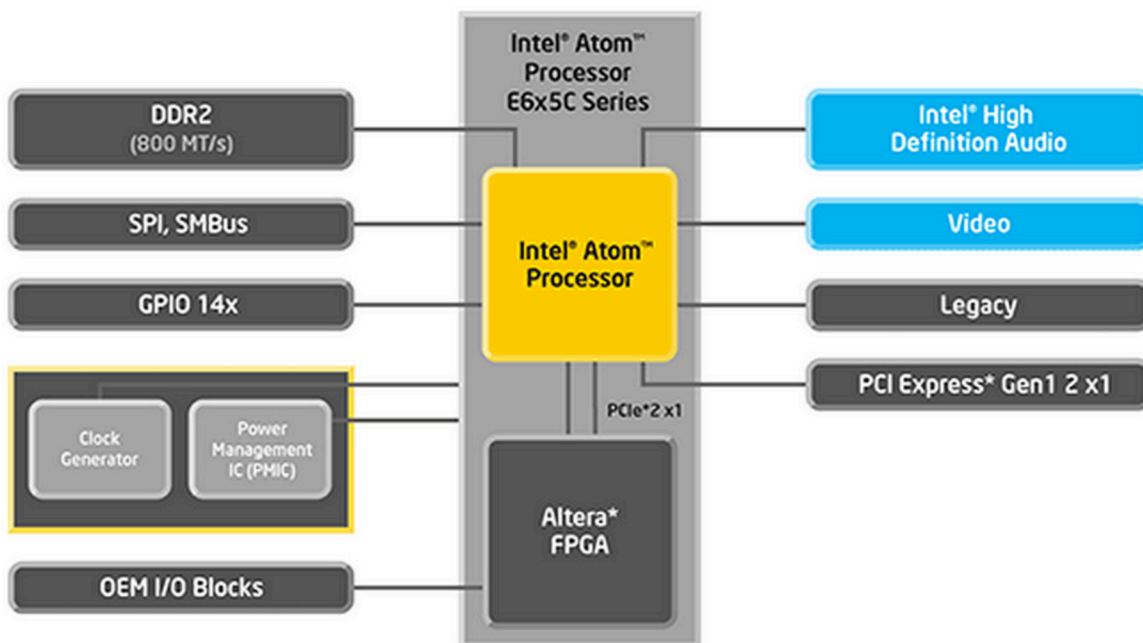 Intel® Atom™
Processor
E6x5C Series
DDR2
(800 MT/s)
SPI, SMBus
GPIO 14x
Clock
Generator
Power
Management
IC (PMIC)
OEM I/O Blocks
Intel® Atom™
Processor
PCIe*2 x1
Altera*
FPGA
Intel® High
Definition Audio
Video
Legacy
PCI Express* Gen1 2 x1